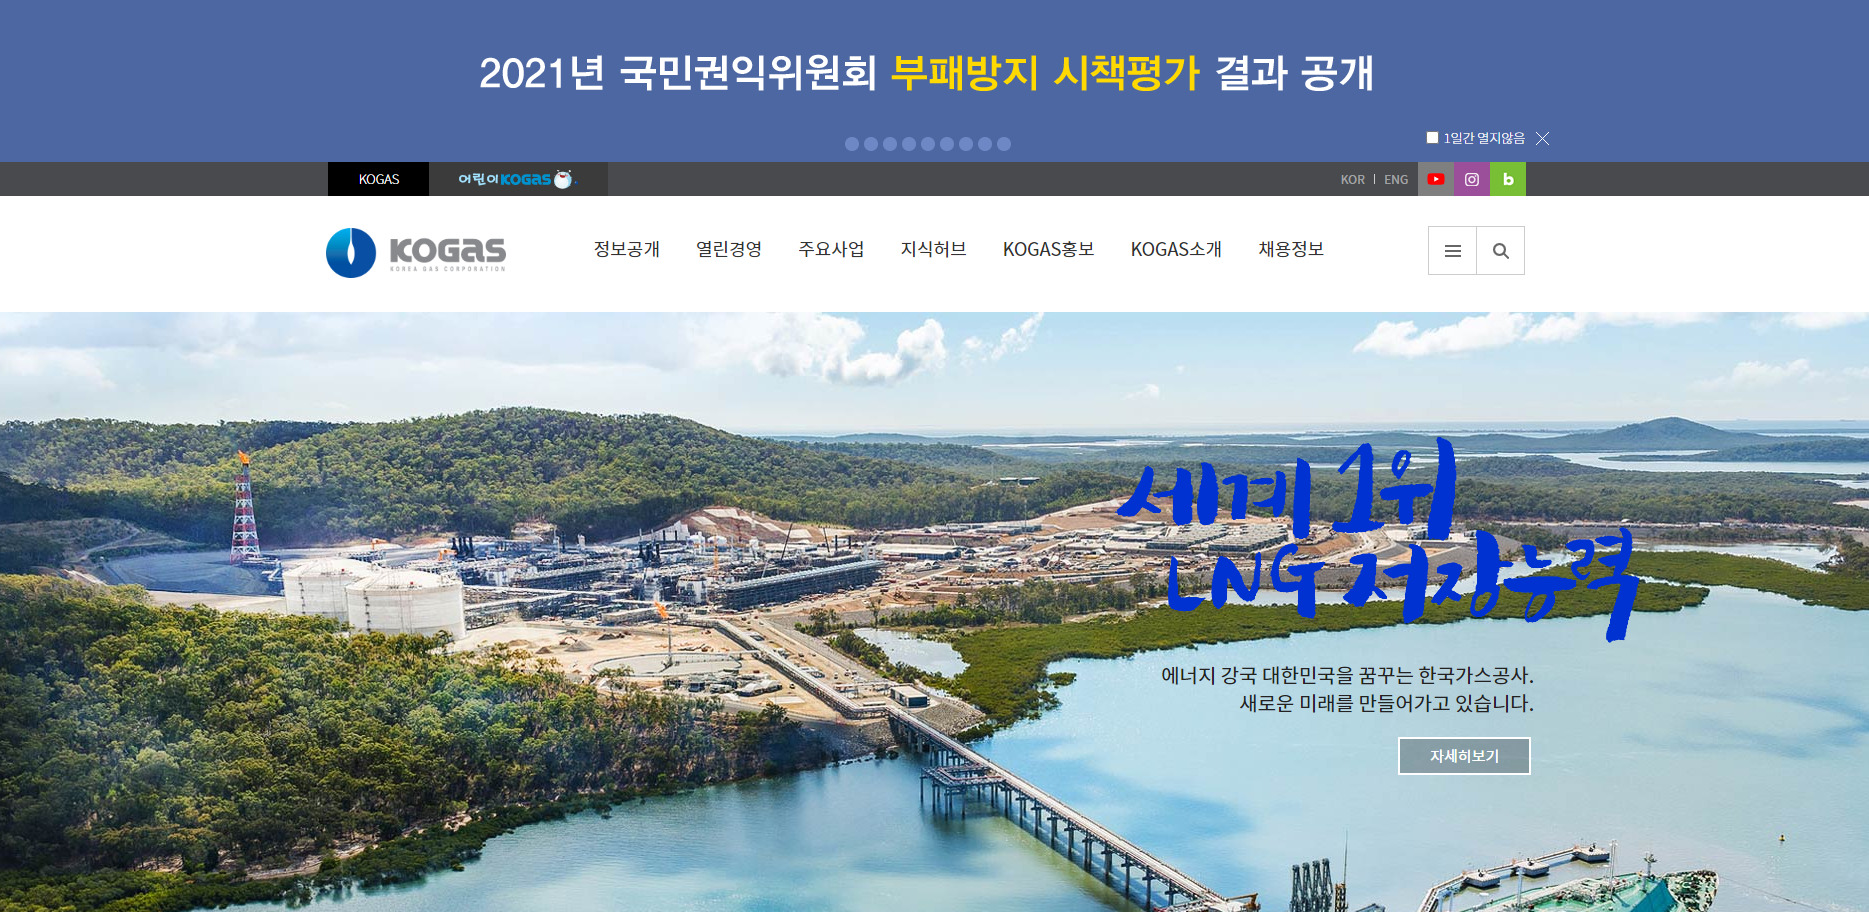 2021년 국민권익위원회 부패방지 시책평가 결과 공개
1일간 열지않음
KOGAS
어린이 KOGAS
KOR | ENG
KOGAS
KOREA GAS CORPORATION
정보공개 열린경영 주요사업 지식허브 KOGAS홍보 KOGAS소개 채용정보
세계 1위
LNG 저장능력
에너지 강국 대한민국을 꿈꾸는 한국가스공사.
새로운 미래를 만들어가고 있습니다.
자세히보기